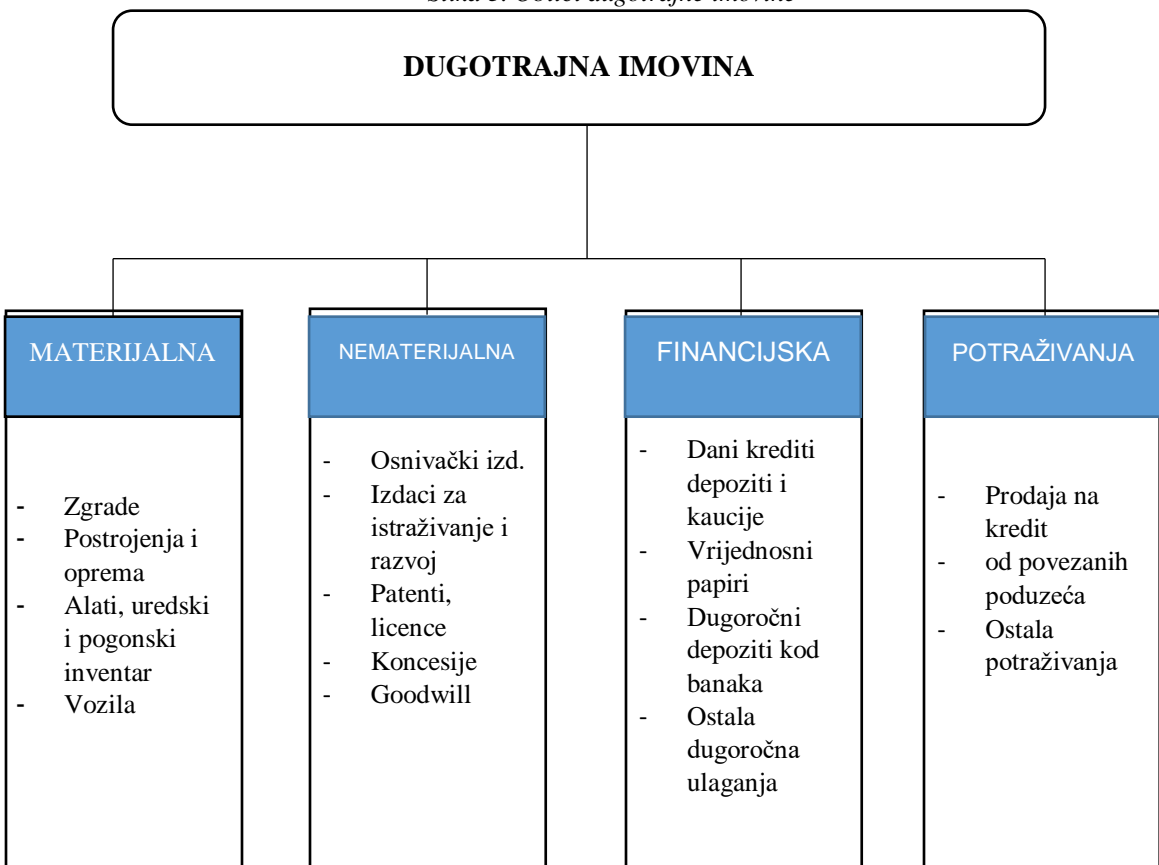 DUGOTRAJNA IMOVINA
MATERIJALNA
- Zgrade
- Postrojenja i
oprema
- Alati, uredski
i pogonski
inventar
- Vozila
NEMATERIJALNA
- Osnivački izd.
- Izdaci za
istraživanje i
razvoj
- Patenti,
licence
- Koncesije
- Goodwill
FINANCIJSKA
- Dani krediti
depoziti i
kaucije
- Vrijednosni
papiri
- Dugoročni
depoziti kod
banaka
- Ostala
dugoročna
ulaganja
POTRAŽIVANJA
- Prodaja na
kredit
- od povezanih
poduzeća
- Ostala
potraživanja